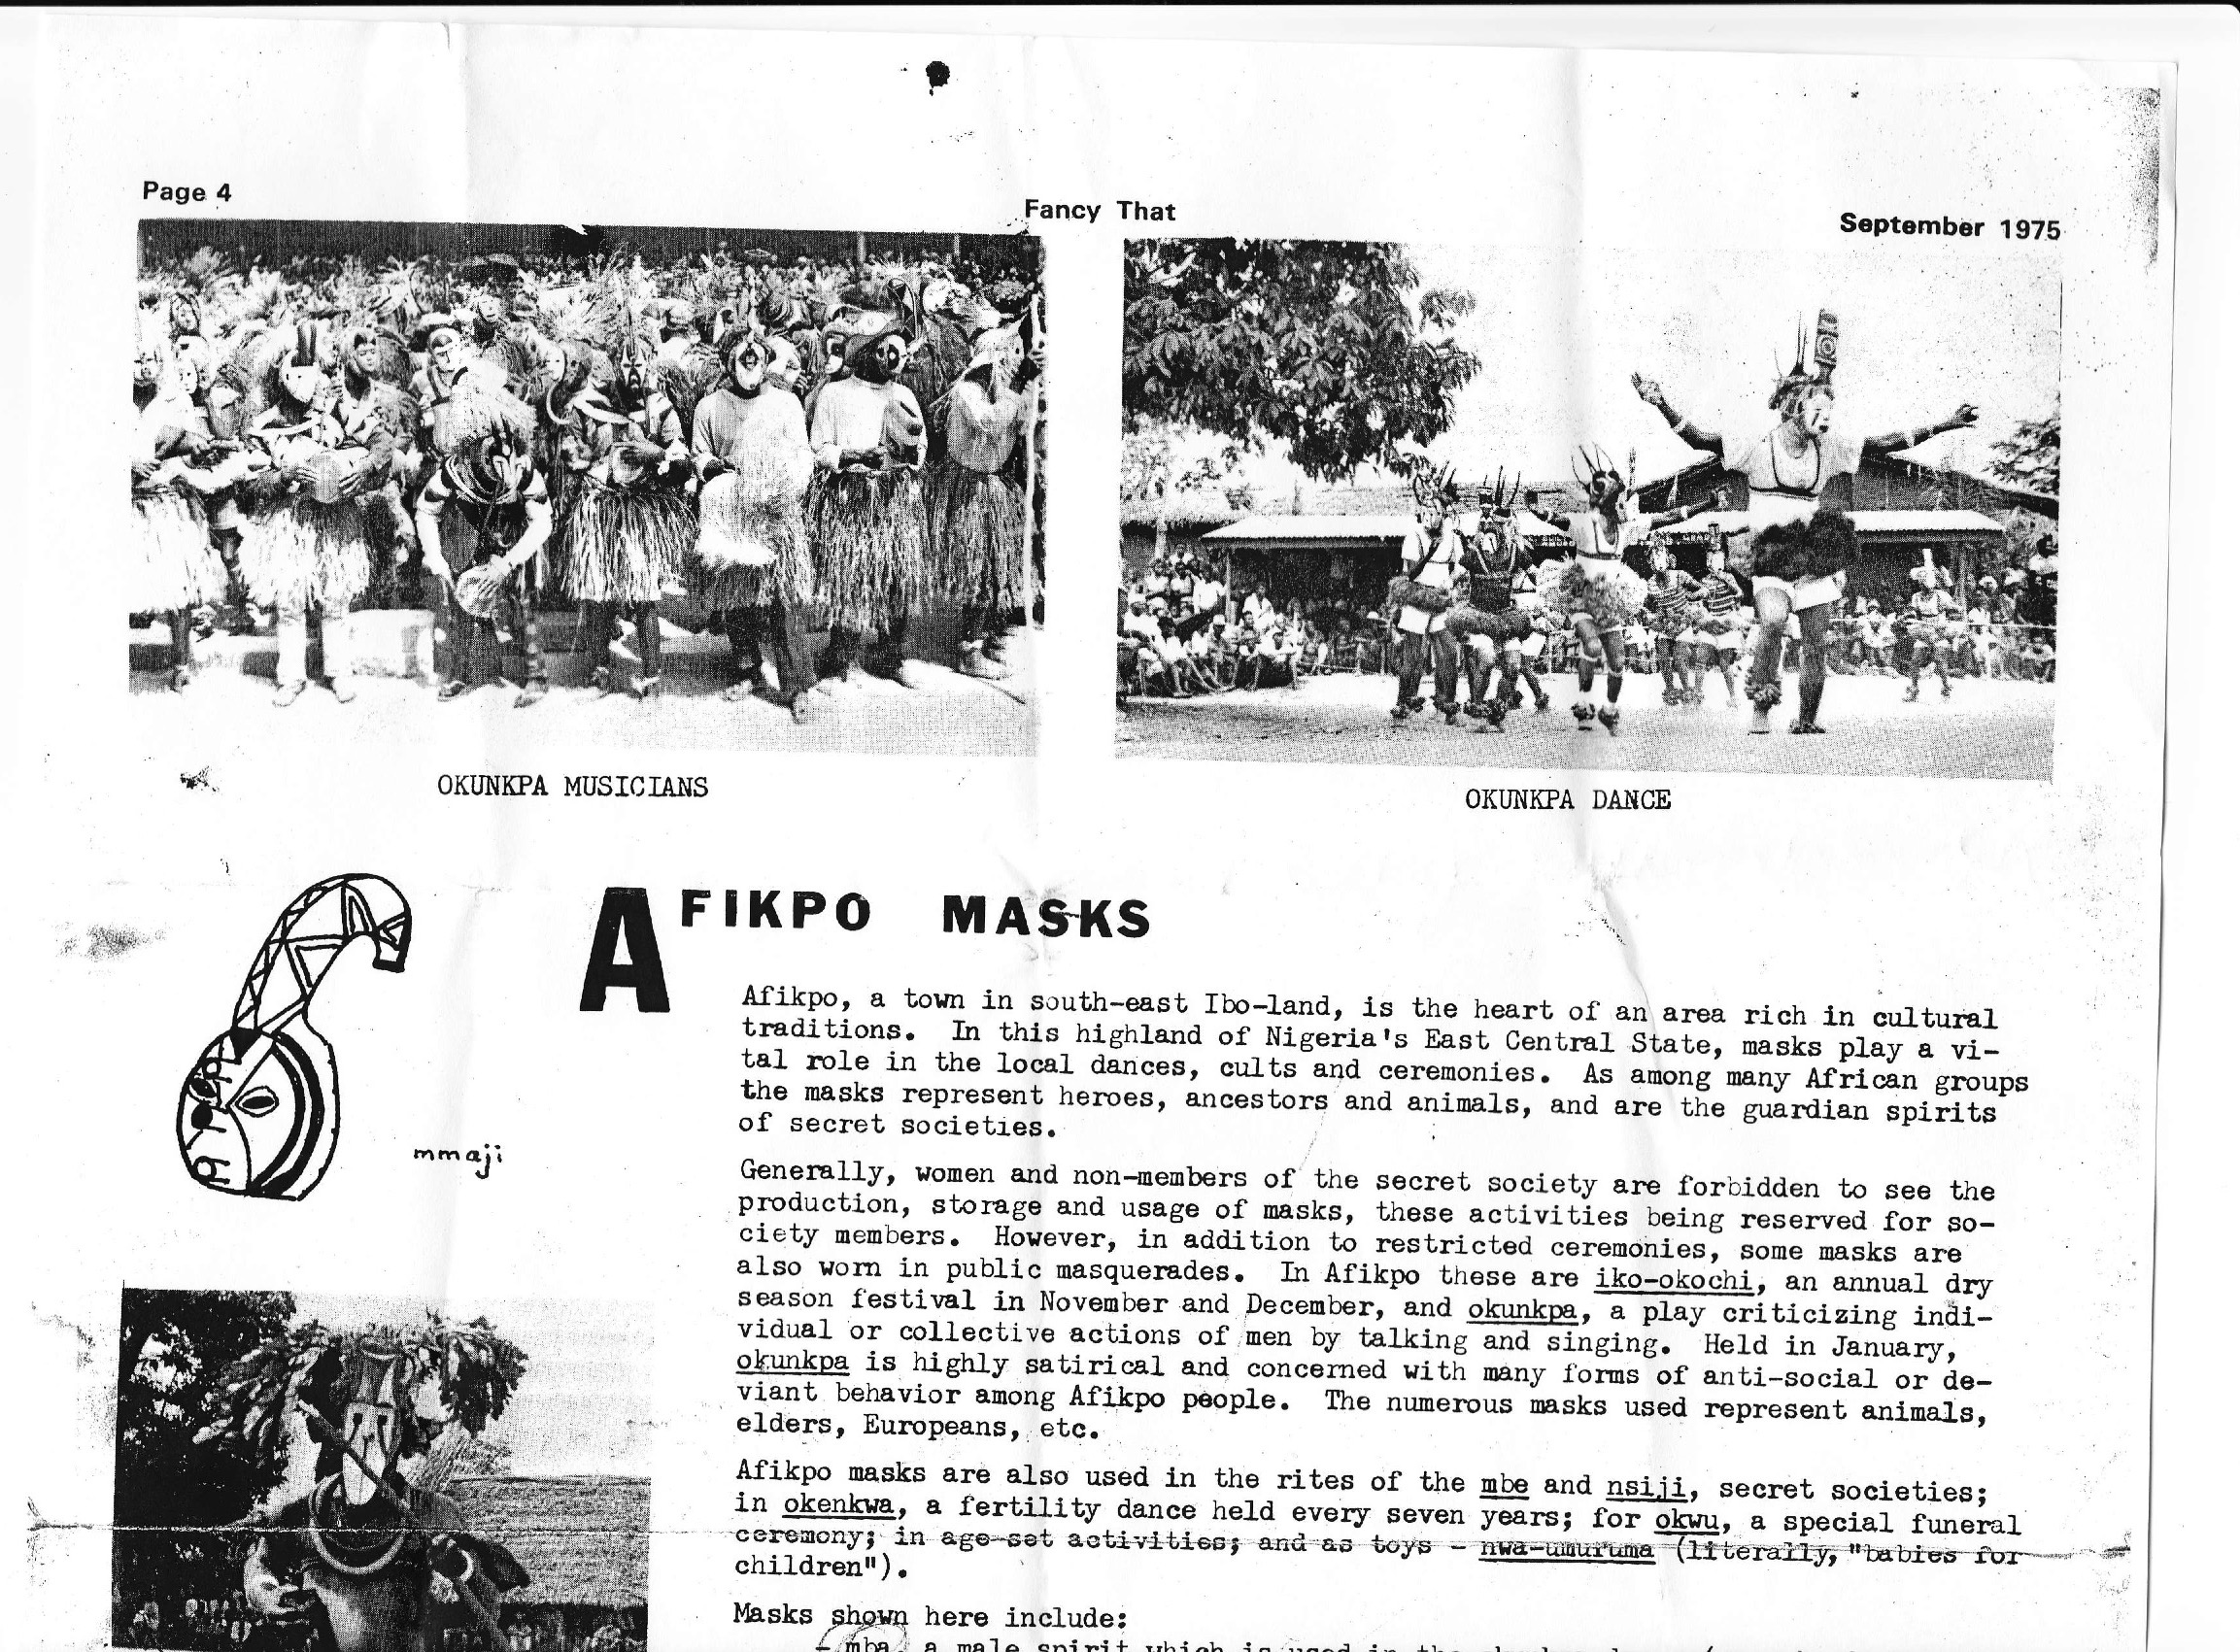 Page 4
Fancy That
September 1975
OKUNKPA MUSICIANS
OKUNKPA DANCE
AFIKPO MASKS
mmaji
Afikpo, a town in south-east Ibo-land, is the heart of an area rich in cultural
traditions. In this highland of Nigeria's East Central State, masks play a vi-
tal role in the local dances, cults and ceremonies. As among many African groups
the masks represent heroes, ancestors and animals, and are the guardian spirits
of secret societies.
Generally, women and non-members of the secret society are forbidden to see the
production, storage and usage of masks, these activities being reserved for so-
ciety members. However, in addition to restricted ceremonies, some masks are
also worn in public masquerades. In Afikpo these are iko-okochi, an annual dry
season festival in November and December, and okunkpa, a play criticizing indi-
vidual or collective actions of men by talking and singing. Held in January,
okunkpa is highly satirical and concerned with many forms of anti-social or de-
viant behavior among Afikpo people. The numerous masks used represent animals,
elders, Europeans, etc.
Afikpo masks are also used in the rites of the mbe and nsiji, secret societies;
in okenkwa, a fertility dance held every seven years; for okwu, a special funeral
ceremony; in age-set activities; and as toys - nwa-umuruma (literally, "babies for
children").
Masks shown here include:
- mba, a male spirit which is used in the